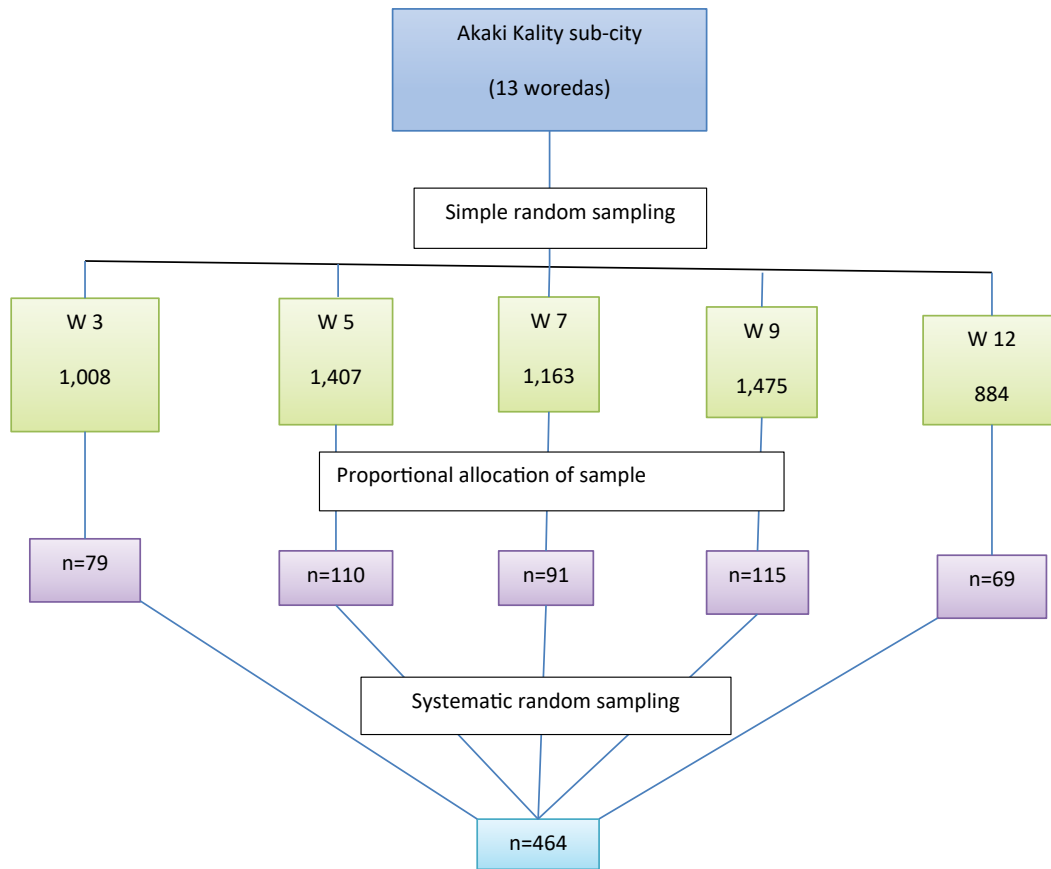 Akaki Kality sub-city
(13 woredas)
Simple random sampling
W 3
1,008
W 5
1,407
W 7
1,163
W 9
1,475
W 12
884
Proportional allocation of sample
n=79
n=110
n=91
n=115
n=69
Systematic random sampling
n=464